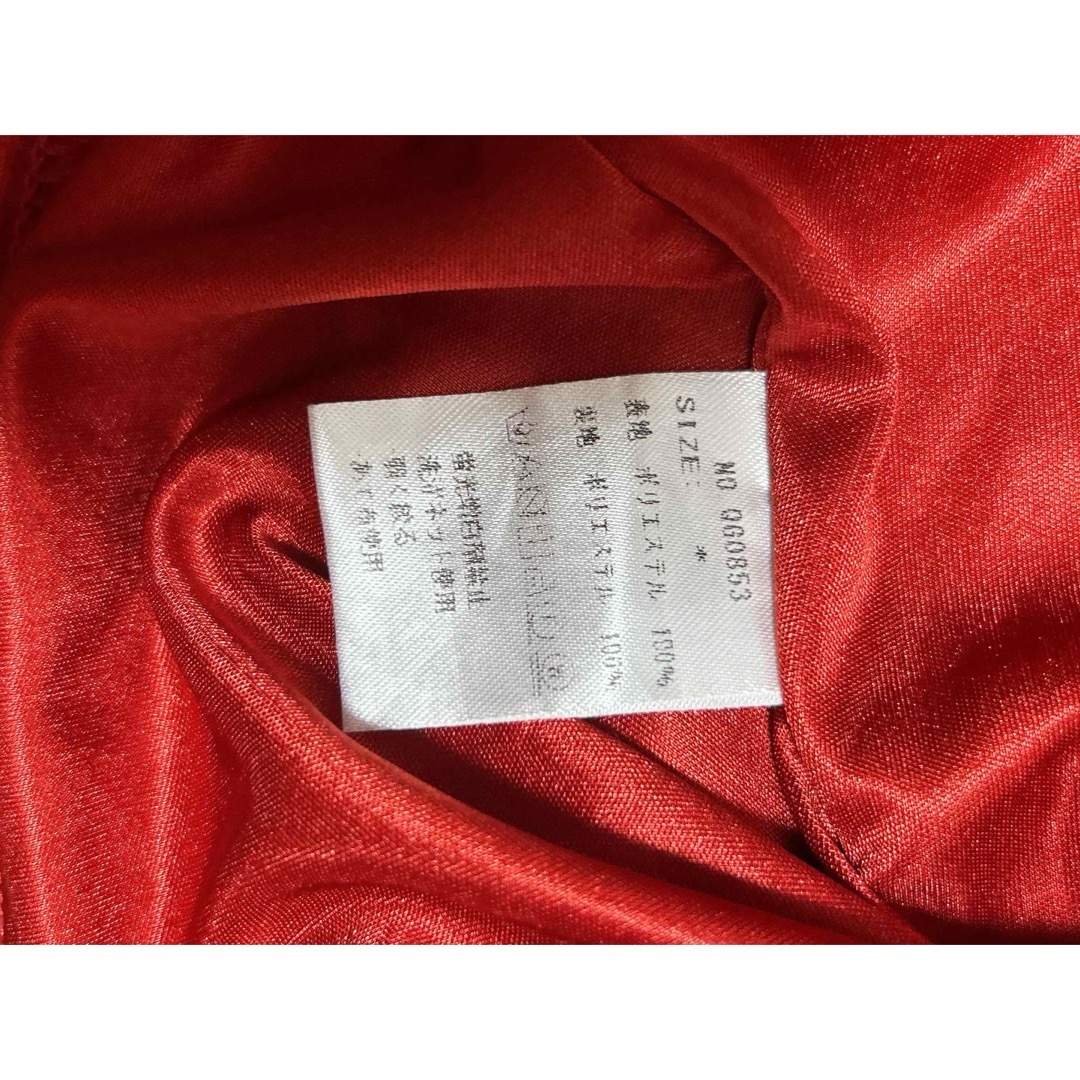 NO QG0853
SIZE: *
表地 ポリエステル 100%
裏地 ポリエステル 100%
蛍光増白剤禁止
洗濯ネット使用
弱く絞る
あて布使用